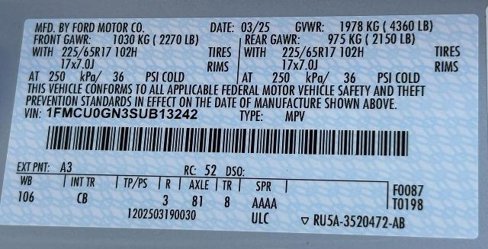 MFD. BY FORD MOTOR CO. DATE: 03/25 GVWR: 1978 KG ( 4360 LB)
FRONT GAWR: 1030 KG ( 2270 LB) REAR GAWR: 975 KG ( 2150 LB)
WITH 225/65R17 102H TIRES WITH 225/65R17 102H TIRES
17x7.0J RIMS 17x7.0J RIMS
AT 250 kPa/ 36 PSI COLD AT 250 kPa/ 36 PSI COLD
THIS VEHICLE CONFORMS TO ALL APPLICABLE FEDERAL MOTOR VEHICLE SAFETY AND THEFT
PREVENTION STANDARDS IN EFFECT ON THE DATE OF MANUFACTURE SHOWN ABOVE.
VIN: 1FMCU0GN3SUB13242 TYPE: MPV
EXT PNT: A3 RC: 52 DSO:
WB INT TR TP/PS R AXLE TR SPR F0087
106 CB 3 81 8 AAAA T0198
1202503190030 ULC ▽ RU5A-3520472-AB